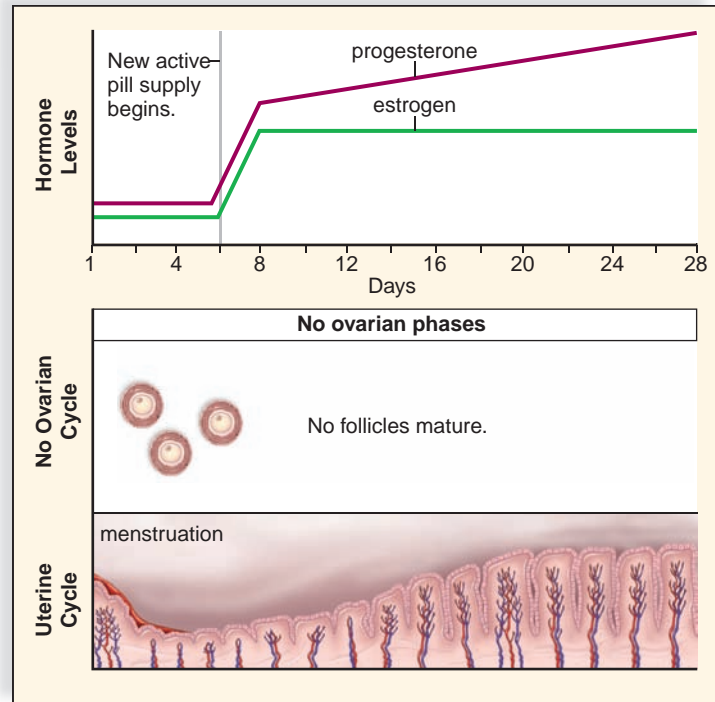 New active
pill supply
begins.
progesterone
estrogen
Hormone
Levels
1 4 8 12 16 20 24 28
Days
No ovarian phases
No Ovarian
Cycle
No follicles mature.
menstruation
Uterine
Cycle